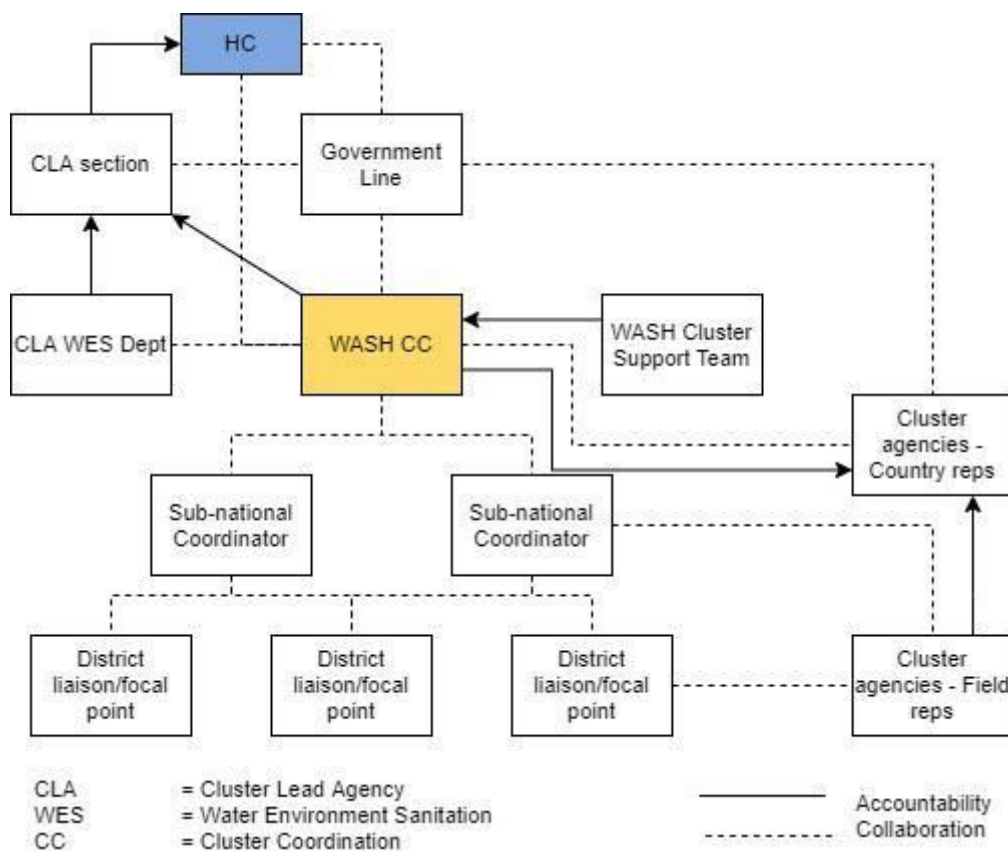 HC
CLA section
Government
Line
CLA WES Dept
WASH CC
WASH Cluster
Support Team
Cluster
agencies -
Country reps
Sub-national
Coordinator
Sub-national
Coordinator
District
liaison/focal
point
District
liaison/focal
point
District
liaison/focal
point
Cluster
agencies - Field
reps
CLA = Cluster Lead Agency
WES = Water Environment Sanitation
CC = Cluster Coordination
Accountability
Collaboration